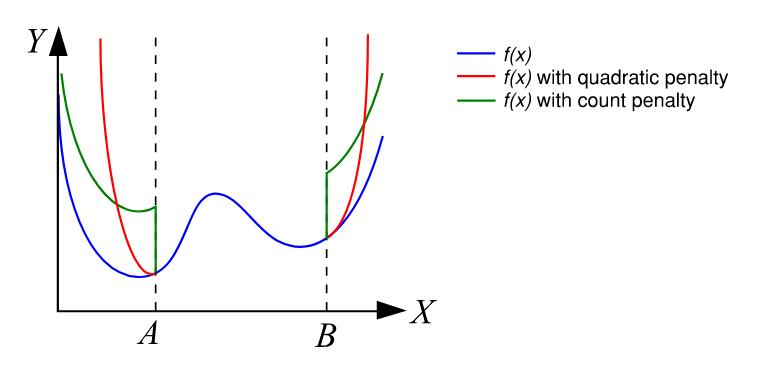 Y
f(x)
f(x) with quadratic penalty
f(x) with count penalty
X
A
B